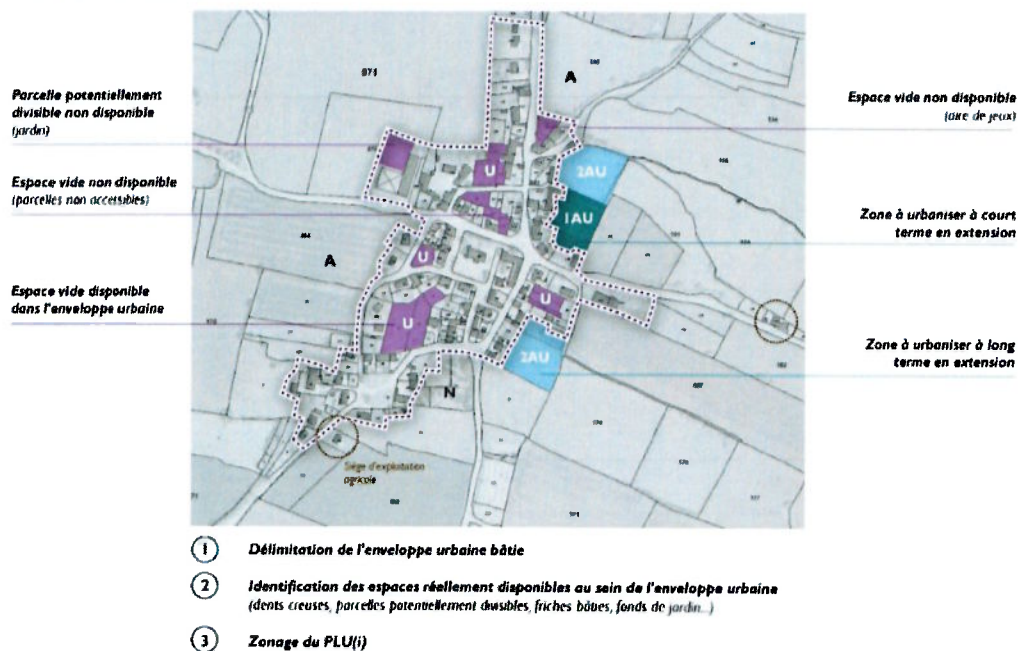 Parcelle potentiellement
divisible non disponible
(jardin)
Espace vide non disponible
(parcelles non accessibles)
Espace vide disponible
dans l'enveloppe urbaine
Espace vide non disponible
(aire de jeux)
Zone à urbaniser à court
terme en extension
Zone à urbaniser à long
terme en extension
A
U
2AU
1AU
A
U
U
U
2AU
N
Siège d'exploitation
agricole
1 Délimitation de l'enveloppe urbaine bâtie
2 Identification des espaces réellement disponibles au sein de l'enveloppe urbaine
(dents creuses, parcelles potentiellement divisibles, friches bâties, fonds de jardin...)
3 Zonage du PLU(i)